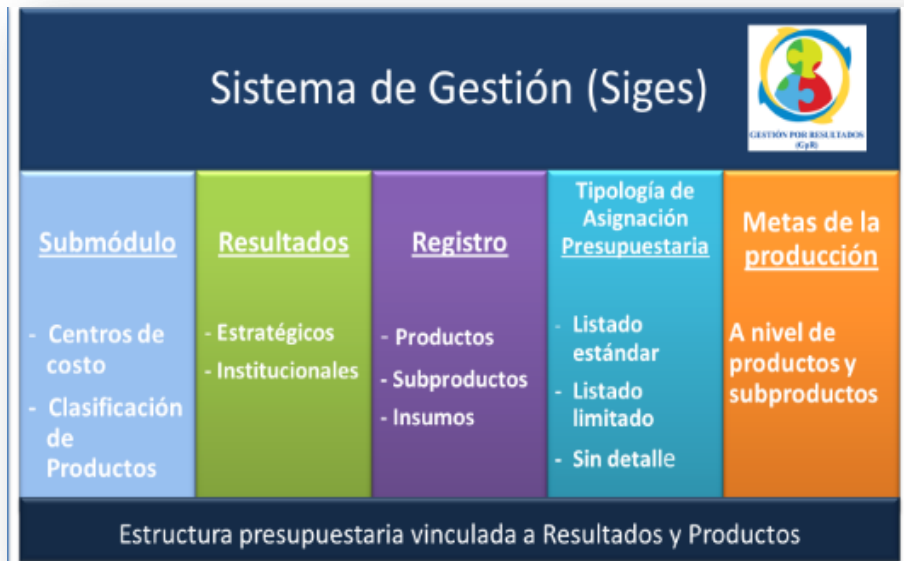 Sistema de Gestión (Siges)
GESTIÓN POR RESULTADOS
(GpR)
Submódulo
- Centros de
costo
- Clasificación
de
Productos
Resultados
- Estratégicos
- Institucionales
Registro
- Productos
- Subproductos
- Insumos
Tipología de
Asignación
Presupuestaria
- Listado
estándar
- Listado
limitado
- Sin detalle
Metas de la
producción
A nivel de
productos y
subproductos
Estructura presupuestaria vinculada a Resultados y Productos